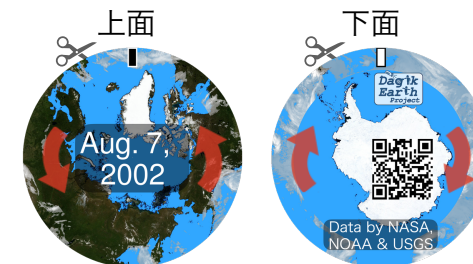 上面
下面
Aug. 7,
2002
Dagik
Earth
Project
Data by NASA,
NOAA & USGS